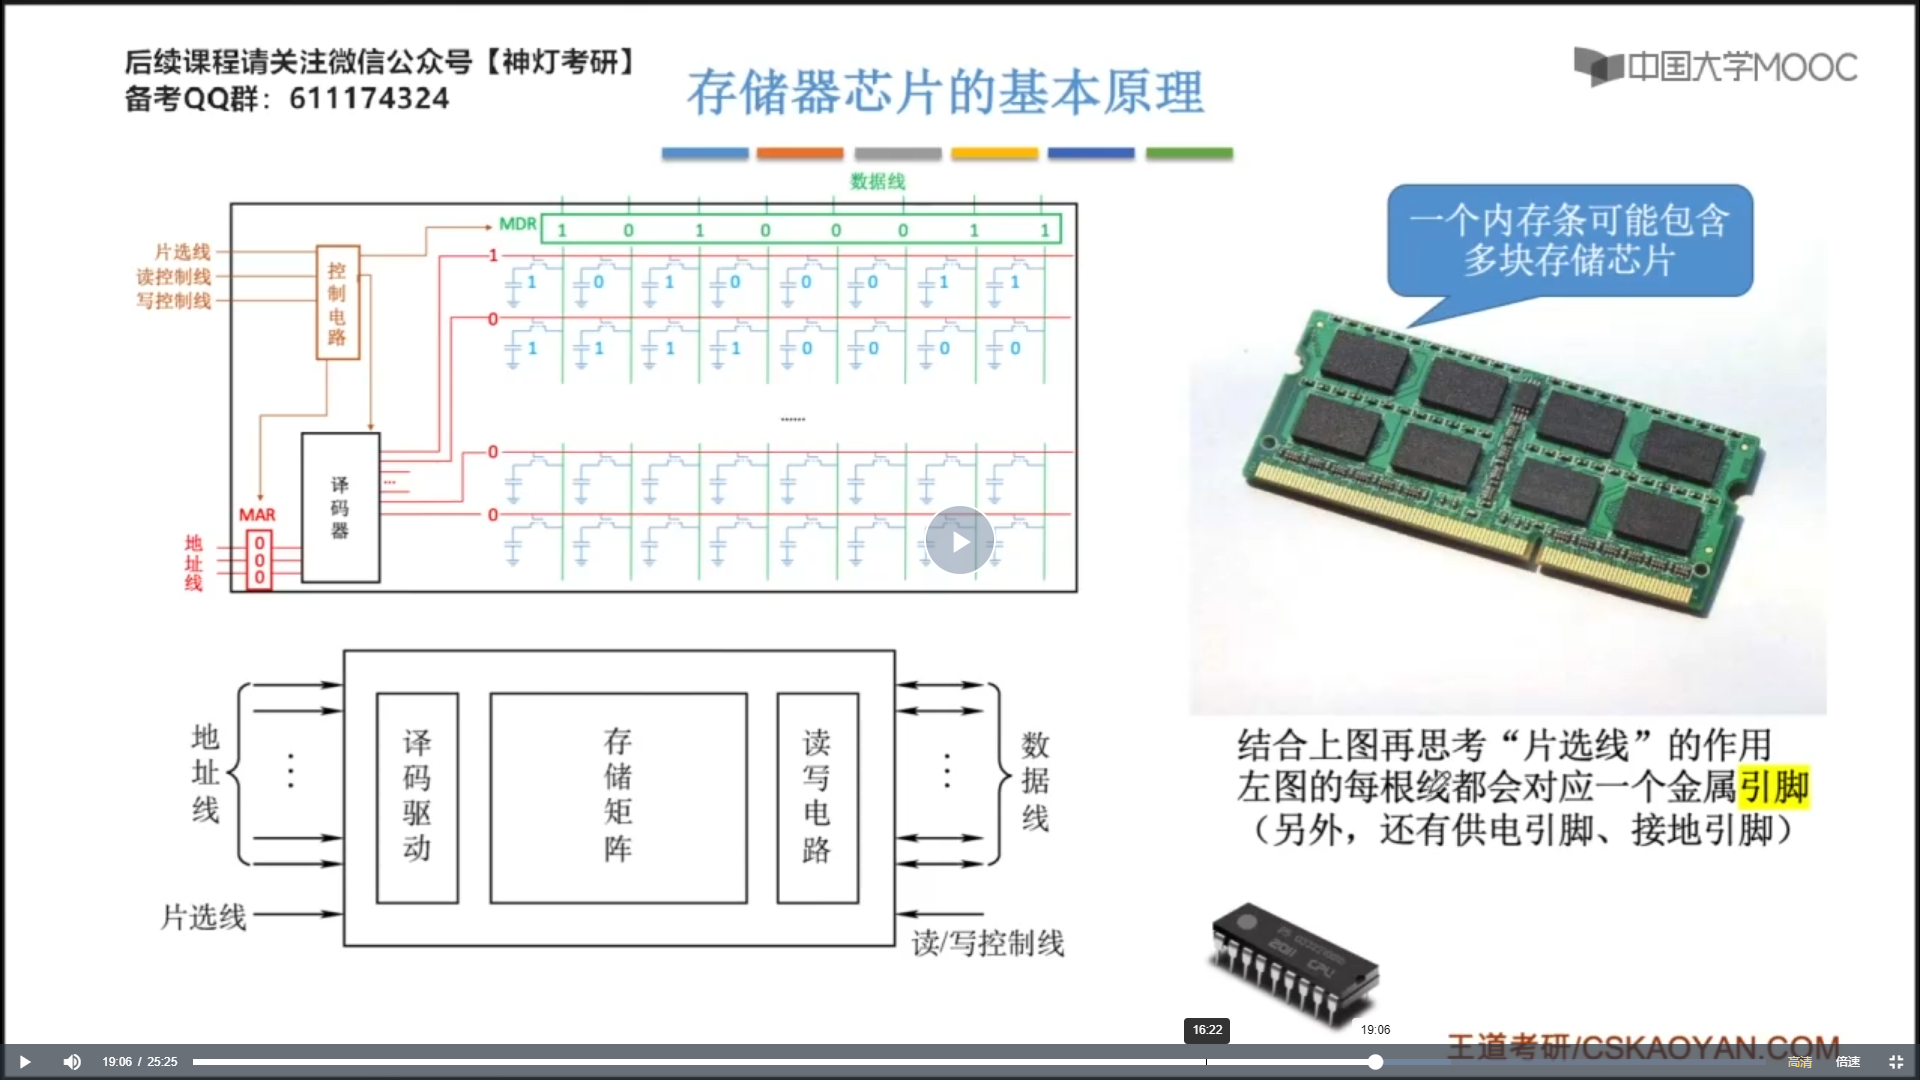 后续课程请关注微信公众号【神灯考研】
备考QQ群：611174324
存储器芯片的基本原理
中国大学MOOC
数据线
MDR 1 0 1 0 0 0 1 1
片选线
读控制线
写控制线
控制电路
1
1 0 1 0 0 0 1 1
0
1 1 1 1 0 0 0 0
......
0
0
...
译码器
MAR
地址线
0
0
0
一个内存条可能包含
多块存储芯片
地址线
译码驱动
存储矩阵
读写电路
数据线
片选线
读/写控制线
结合上图再思考“片选线”的作用
左图的每根线都会对应一个金属引脚
（另外，还有供电引脚、接地引脚）
2011 CPU
王道考研/CSKAOYAN.COM
16:22
19:06
19:06 / 25:25
高清
倍速